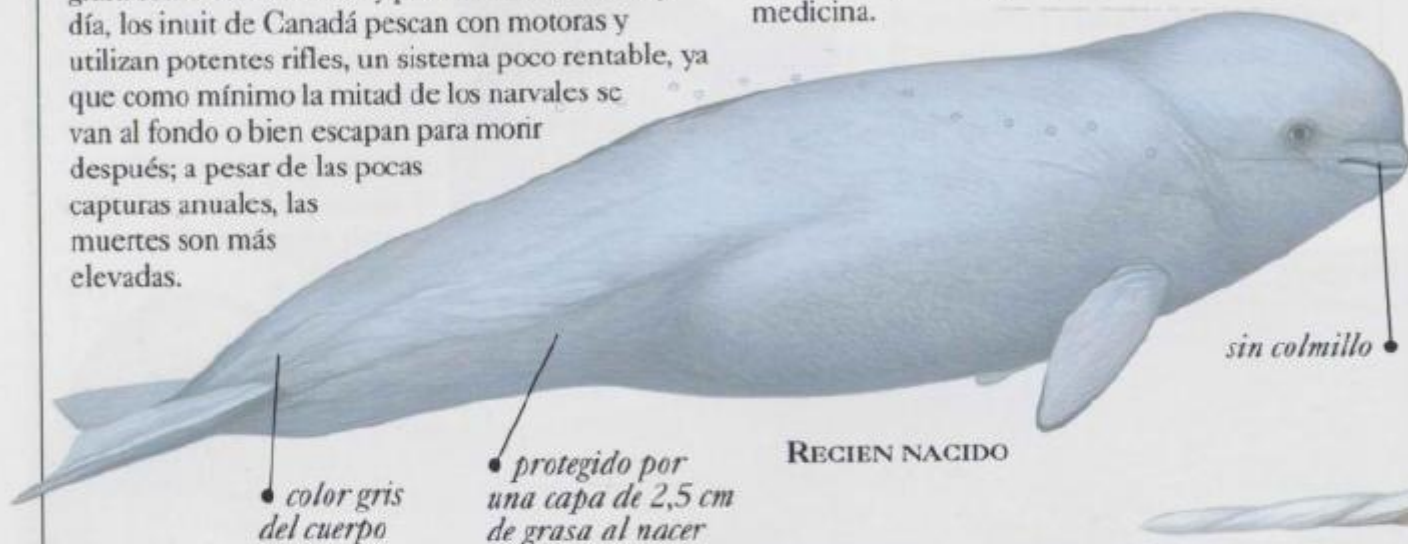 día, los inuit de Canadá pescan con motoras y
utilizan potentes rifles, un sistema poco rentable, ya
que como mínimo la mitad de los narvales se
van al fondo o bien escapan para morir
después; a pesar de las pocas
capturas anuales, las
muertes son más
elevadas.
medicina.
sin colmillo
RECIEN NACIDO
color gris
del cuerpo
protegido por
una capa de 2,5 cm
de grasa al nacer